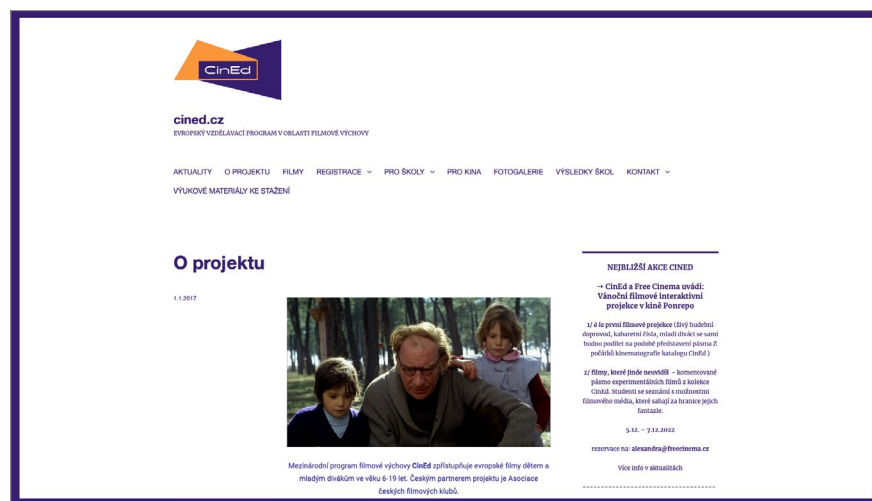 CinEd
cined.cz
EVROPSKÝ VZDĚLÁVACÍ PROGRAM V OBLASTI FILMOVÉ VÝCHOVY
AKTUALITY O PROJEKTU FILMY REGISTRACE PRO ŠKOLY PRO KINA FOTOGALERIE VÝSLEDKY ŠKOL KONTAKT
VÝUKOVÉ MATERIÁLY KE STAŽENÍ
O projektu
1.1.2017
Mezinárodní program filmové výchovy CinEd zpřístupňuje evropské filmy dětem a
mladým divákům ve věku 6-19 let. Českým partnerem projektu je Asociace
českých filmových klubů.
NEJBLIŽŠÍ AKCE CINED
→ CinEd a Free Cinema uvádí:
Vánoční filmové interaktivní
projekce v kině Ponrepo
1/ á la první filmové projekce (živý hudební
doprovod, kabaretní čísla, mladí diváci se sami
budou podílet na podobě představení pásma Z
počátků kinematografie katalogu CinEd )
2/ filmy, které jinde neuvidíš - komentované
pásmo experimentálních filmů z kolekce
CinEd. Studenti se seznámí s možnostmi
filmového média, které sahají za hranice jejich
fantazie.
5.12. – 7.12.2022
rezervace na: alexandra@freecinema.cz
Více info v aktualitách
-------------------------------------